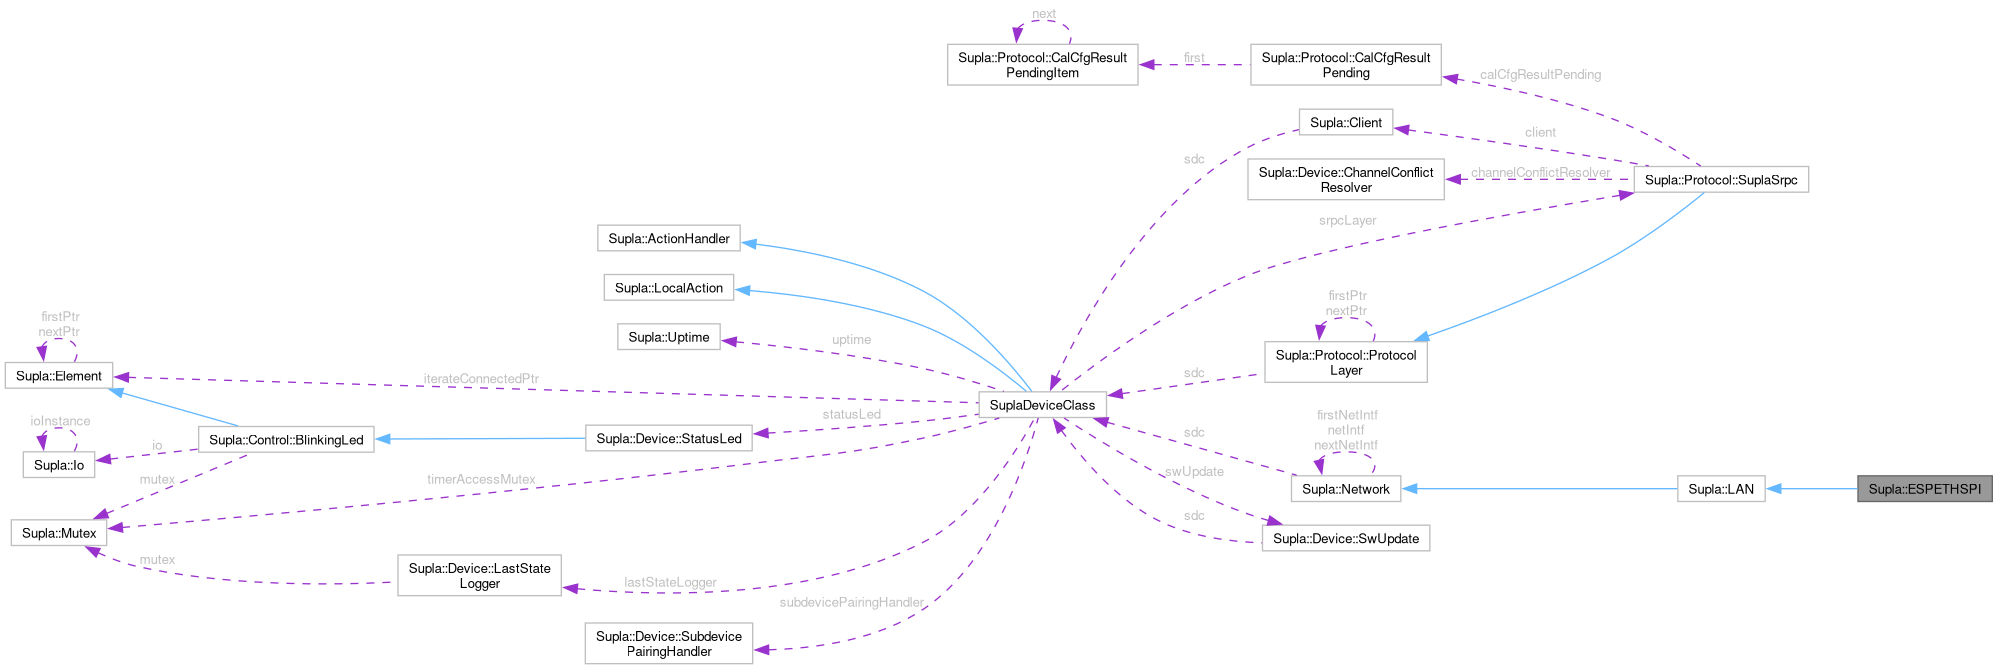 next
Supla::Protocol::CalCfgResult
PendingItem
first
Supla::Protocol::CalCfgResult
Pending
calCfgResultPending
Supla::Client
client
sdc
Supla::Device::ChannelConflict
Resolver
channelConflictResolver
Supla::Protocol::SuplaSrpc
srpcLayer
Supla::ActionHandler
Supla::LocalAction
firstPtr
nextPtr
Supla::Uptime
uptime
firstPtr
nextPtr
Supla::Protocol::Protocol
Layer
Supla::Element
iterateConnectedPtr
sdc
SuplaDeviceClass
statusLed
ioInstance
Supla::Control::BlinkingLed
io
Supla::Io
Supla::Device::StatusLed
firstNetIntf
netIntf
nextNetIntf
sdc
swUpdate
mutex
timerAccessMutex
Supla::Network
Supla::LAN
Supla::ESPETHSPI
sdc
Supla::Mutex
Supla::Device::SwUpdate
mutex
Supla::Device::LastState
Logger
lastStateLogger
subdevicePairingHandler
Supla::Device::Subdevice
PairingHandler